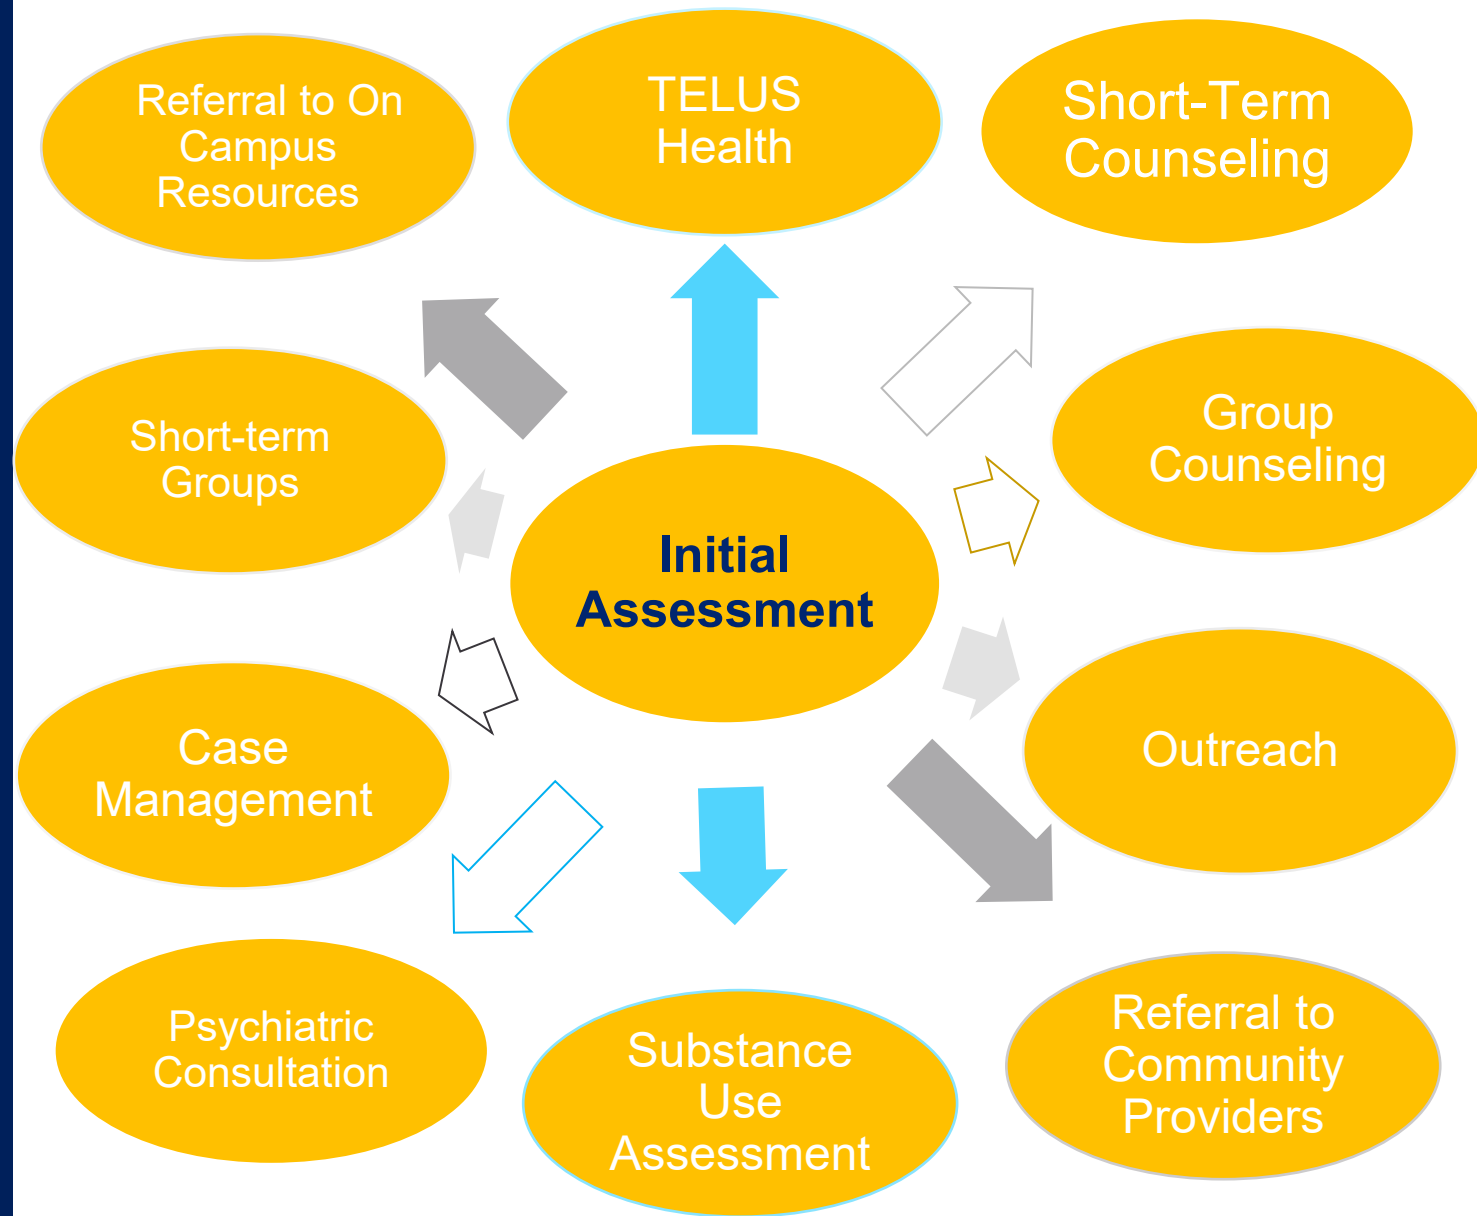 Referral to On
Campus
Resources
TELUS
Health
Short-Term
Counseling
Short-term
Groups
Group
Counseling
Initial
Assessment
Case
Management
Outreach
Psychiatric
Consultation
Substance
Use
Assessment
Referral to
Community
Providers